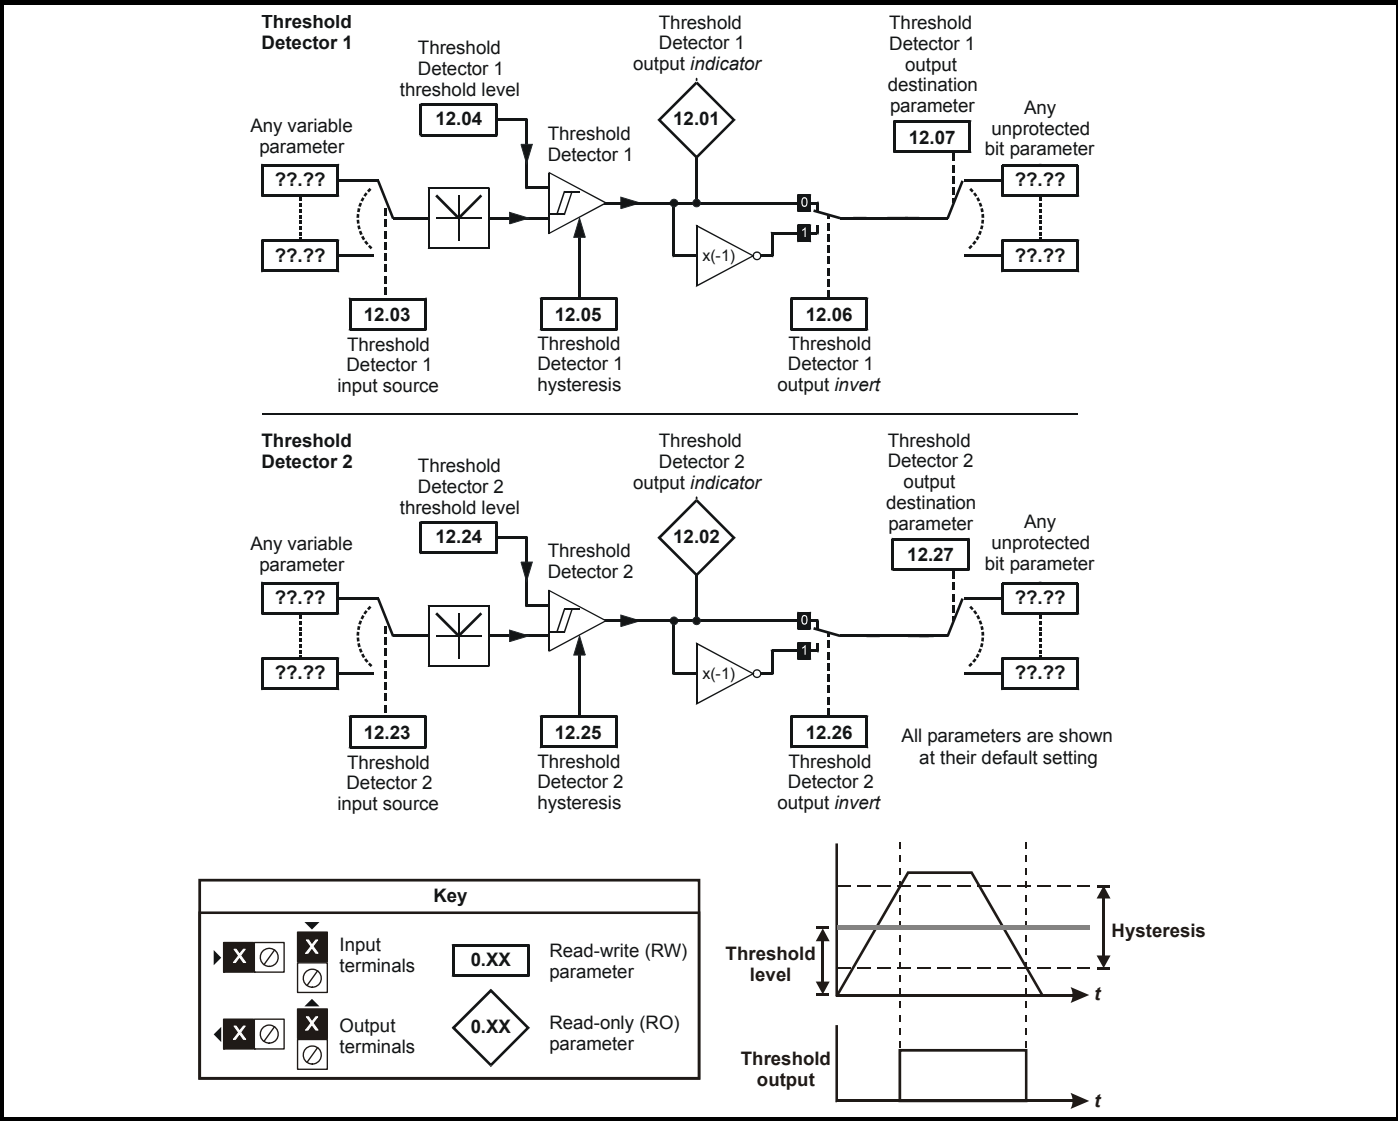 Threshold
Detector 1
Threshold
Detector 1
threshold level
12.04
Threshold
Detector 1
output indicator
12.01
Threshold
Detector 1
output
destination
parameter
12.07
Any variable
parameter
??.??
??.??
Threshold
Detector 1
Any
unprotected
bit parameter
??.??
??.??
0
1
x(-1)
12.03
Threshold
Detector 1
input source
12.05
Threshold
Detector 1
hysteresis
12.06
Threshold
Detector 1
output invert
Threshold
Detector 2
Threshold
Detector 2
threshold level
12.24
Threshold
Detector 2
output indicator
12.02
Threshold
Detector 2
output
destination
parameter
12.27
Any variable
parameter
??.??
??.??
Threshold
Detector 2
Any
unprotected
bit parameter
??.??
??.??
0
1
x(-1)
12.23
Threshold
Detector 2
input source
12.25
Threshold
Detector 2
hysteresis
12.26
Threshold
Detector 2
output invert
All parameters are shown
at their default setting
Key
X
X
Input
terminals
0.XX
Read-write (RW)
parameter
X
X
Output
terminals
0.XX
Read-only (RO)
parameter
Threshold
level
Hysteresis
t
Threshold
output
t